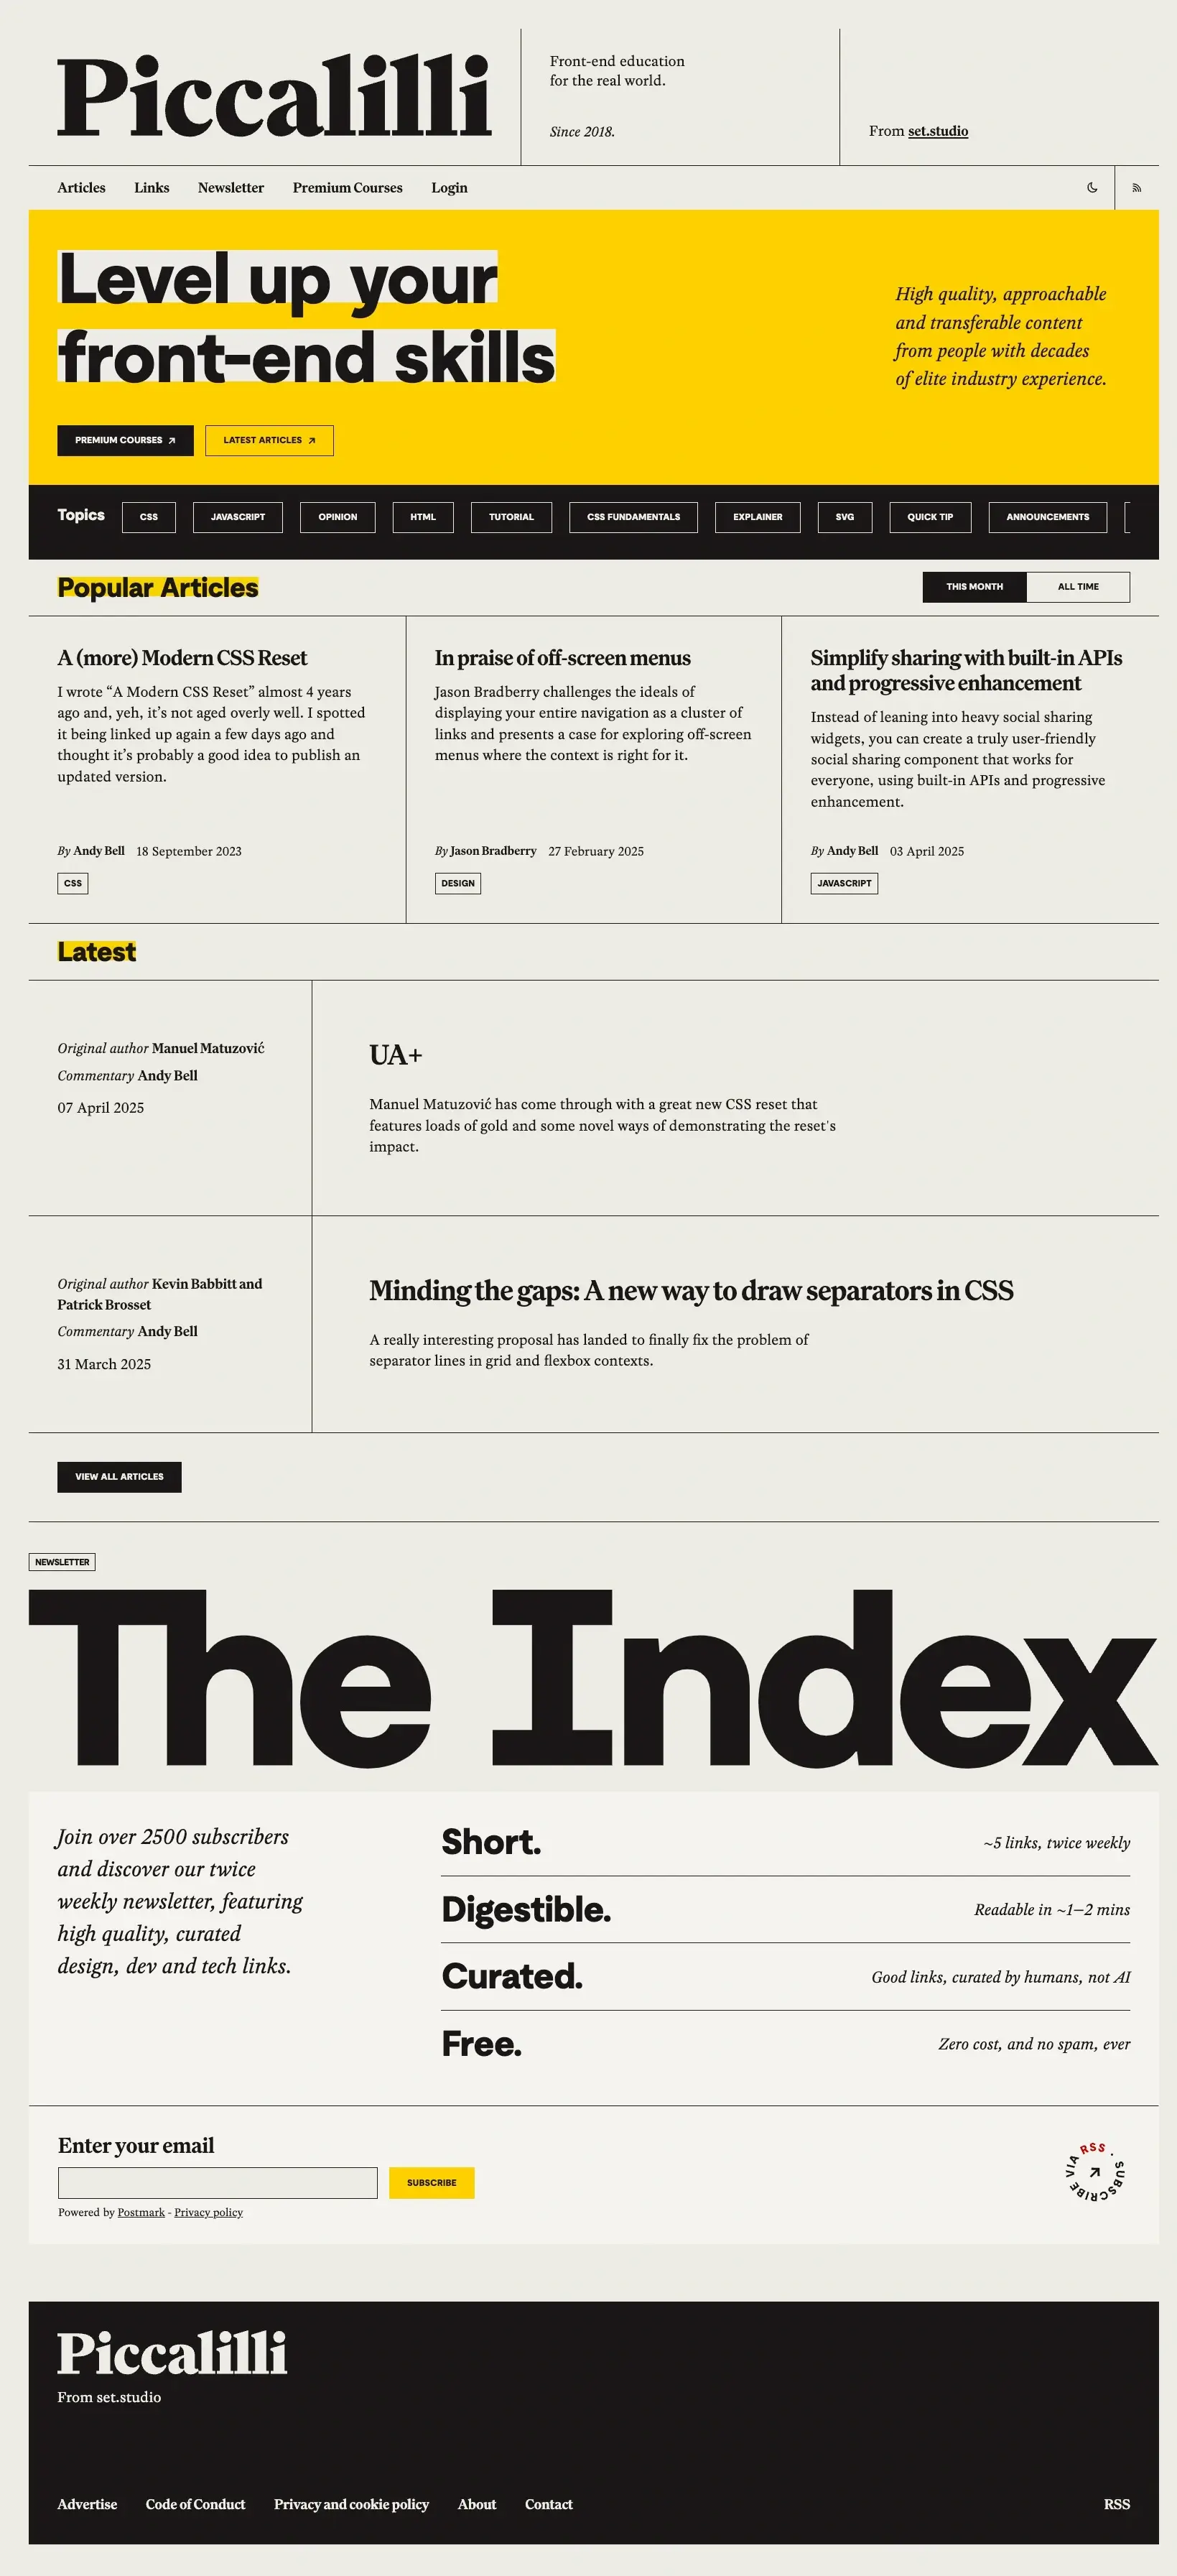 Piccalilli
Front-end education
for the real world.
Since 2018.
From set.studio
Articles Links Newsletter Premium Courses Login
Level up your
front-end skills
High quality, approachable
and transferable content
from people with decades
of elite industry experience.
PREMIUM COURSES
LATEST ARTICLES
Topics CSS JAVASCRIPT OPINION HTML TUTORIAL CSS FUNDAMENTALS EXPLAINER SVG QUICK TIP ANNOUNCEMENTS
Popular Articles
THIS MONTH ALL TIME
A (more) Modern CSS Reset
I wrote “A Modern CSS Reset” almost 4 years
ago and, yeh, it’s not aged overly well. I spotted
it being linked up again a few days ago and
thought it’s probably a good idea to publish an
updated version.
By Andy Bell 18 September 2023
CSS
In praise of off-screen menus
Jason Bradberry challenges the ideals of
displaying your entire navigation as a cluster of
links and presents a case for exploring off-screen
menus where the context is right for it.
By Jason Bradberry 27 February 2025
DESIGN
Simplify sharing with built-in APIs
and progressive enhancement
Instead of leaning into heavy social sharing
widgets, you can create a truly user-friendly
social sharing component that works for
everyone, using built-in APIs and progressive
enhancement.
By Andy Bell 03 April 2025
JAVASCRIPT
Latest
Original author Manuel Matuzović
Commentary Andy Bell
07 April 2025
UA+
Manuel Matuzović has come through with a great new CSS reset that
features loads of gold and some novel ways of demonstrating the reset's
impact.
Original author Kevin Babbitt and
Patrick Brosset
Commentary Andy Bell
31 March 2025
Minding the gaps: A new way to draw separators in CSS
A really interesting proposal has landed to finally fix the problem of
separator lines in grid and flexbox contexts.
VIEW ALL ARTICLES
NEWSLETTER
The Index
Join over 2500 subscribers
and discover our twice
weekly newsletter, featuring
high quality, curated
design, dev and tech links.
Short. ~5 links, twice weekly
Digestible. Readable in ~1–2 mins
Curated. Good links, curated by humans, not AI
Free. Zero cost, and no spam, ever
Enter your email
SUBSCRIBE
Powered by Postmark - Privacy policy
SUBSCRIBE VIA RSS ·
Piccalilli
From set.studio
Advertise Code of Conduct Privacy and cookie policy About Contact RSS